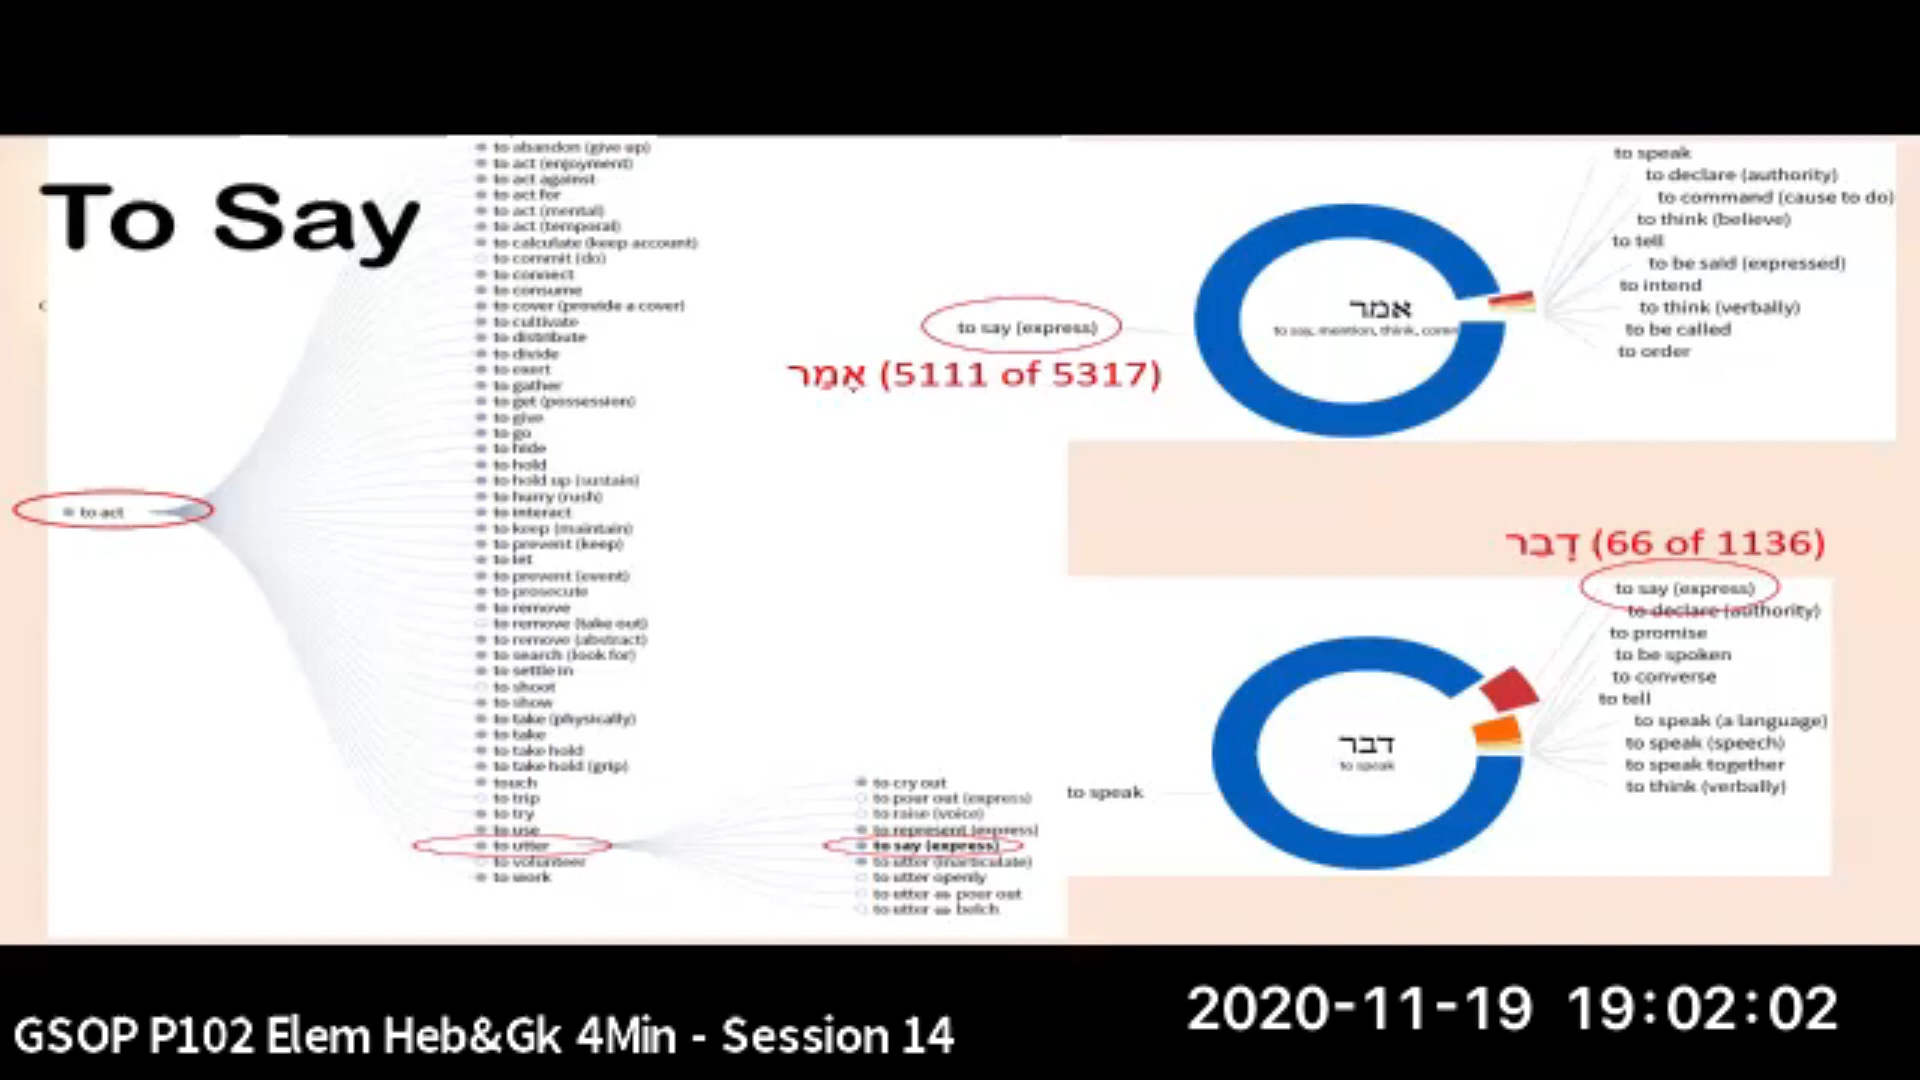 To Say
to act
to abandon (give up)
to act (enjoyment)
to act against
to act for
to act (mental)
to act (temporal)
to calculate (keep account)
to commit (do)
to connect
to consume
to cover (provide a cover)
to cultivate
to distribute
to divide
to exert
to gather
to get (possession)
to give
to go
to hide
to hold
to hold up (sustain)
to hurry (rush)
to interact
to keep (maintain)
to prevent (keep)
to let
to prevent (event)
to prosecute
to remove
to remove (take out)
to remove (abstract)
to search (look for)
to settle in
to shoot
to show
to take (physically)
to take
to take hold
to take hold (grip)
touch
to trip
to try
to use
to utter
to volunteer
to work
to cry out
to pour out (express)
to raise (voice)
to represent (express)
to say (express)
to utter (inarticulate)
to utter openly
to utter as pour out
to utter as belch
to say (express)
אָמַר (5111 of 5317)
אמר
to say, mention, think, comm
to speak
to declare (authority)
to command (cause to do)
to think (believe)
to tell
to be said (expressed)
to intend
to think (verbally)
to be called
to order
דָּבַר (66 of 1136)
to say (express)
to declare (authority)
to promise
to be spoken
to converse
to tell
to speak (a language)
to speak (speech)
to speak together
to think (verbally)
דבר
to speak
to speak
GSOP P102 Elem Heb&Gk 4Min - Session 14
2020-11-19 19:02:02